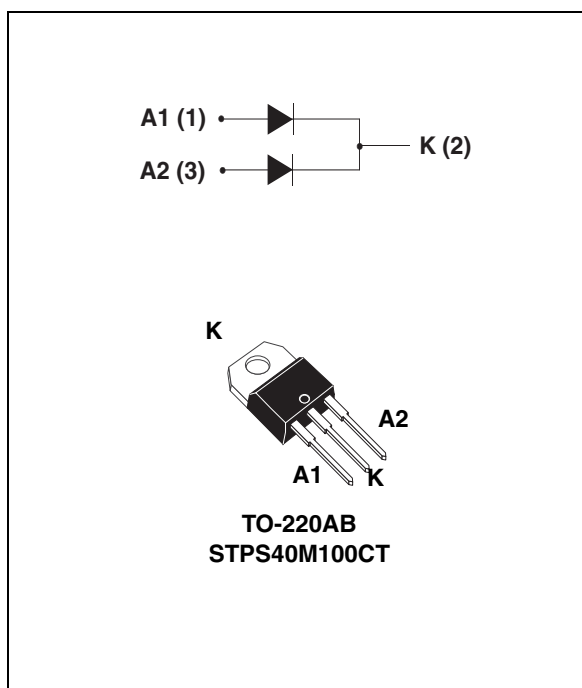 A1 (1)
K (2)
A2 (3)
K
A2
A1
K
TO-220AB
STPS40M100CT